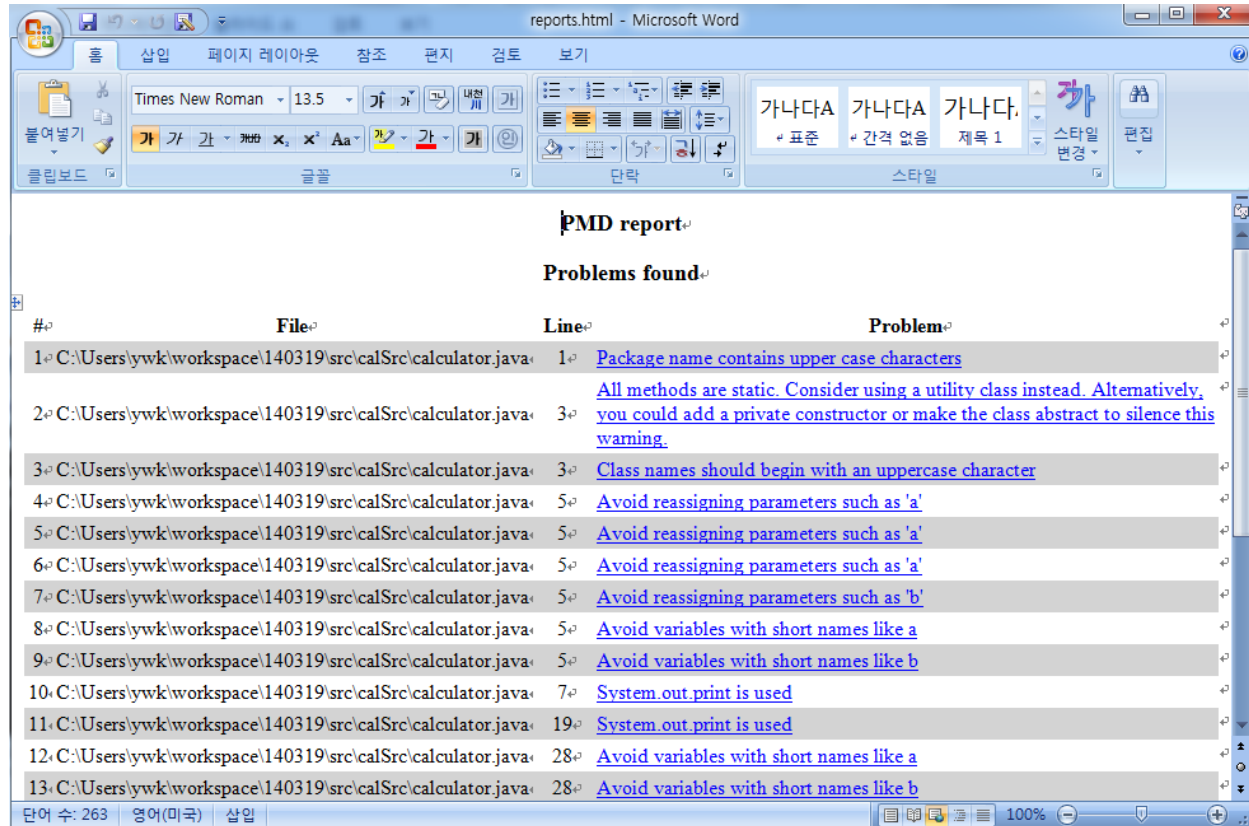 reports.html - Microsoft Word
홈 삽입 페이지 레이아웃 참조 편지 검토 보기
Times New Roman 13.5
붙여넣기
가나다A 가나다A 가나다
표준 간격 없음 제목 1
스타일 변경
편집
클립보드 글꼴 단락 스타일
PMD report
Problems found
# File Line Problem
1 C:\Users\ywk\workspace\140319\src\calSrc\calculator.java 1 Package name contains upper case characters
2 C:\Users\ywk\workspace\140319\src\calSrc\calculator.java 3 All methods are static. Consider using a utility class instead. Alternatively,
you could add a private constructor or make the class abstract to silence this
warning.
3 C:\Users\ywk\workspace\140319\src\calSrc\calculator.java 3 Class names should begin with an uppercase character
4 C:\Users\ywk\workspace\140319\src\calSrc\calculator.java 5 Avoid reassigning parameters such as 'a'
5 C:\Users\ywk\workspace\140319\src\calSrc\calculator.java 5 Avoid reassigning parameters such as 'a'
6 C:\Users\ywk\workspace\140319\src\calSrc\calculator.java 5 Avoid reassigning parameters such as 'a'
7 C:\Users\ywk\workspace\140319\src\calSrc\calculator.java 5 Avoid reassigning parameters such as 'b'
8 C:\Users\ywk\workspace\140319\src\calSrc\calculator.java 5 Avoid variables with short names like a
9 C:\Users\ywk\workspace\140319\src\calSrc\calculator.java 5 Avoid variables with short names like b
10 C:\Users\ywk\workspace\140319\src\calSrc\calculator.java 7 System.out.print is used
11 C:\Users\ywk\workspace\140319\src\calSrc\calculator.java 19 System.out.print is used
12 C:\Users\ywk\workspace\140319\src\calSrc\calculator.java 28 Avoid variables with short names like a
13 C:\Users\ywk\workspace\140319\src\calSrc\calculator.java 28 Avoid variables with short names like b
단어 수: 263 영어(미국) 삽입 100%